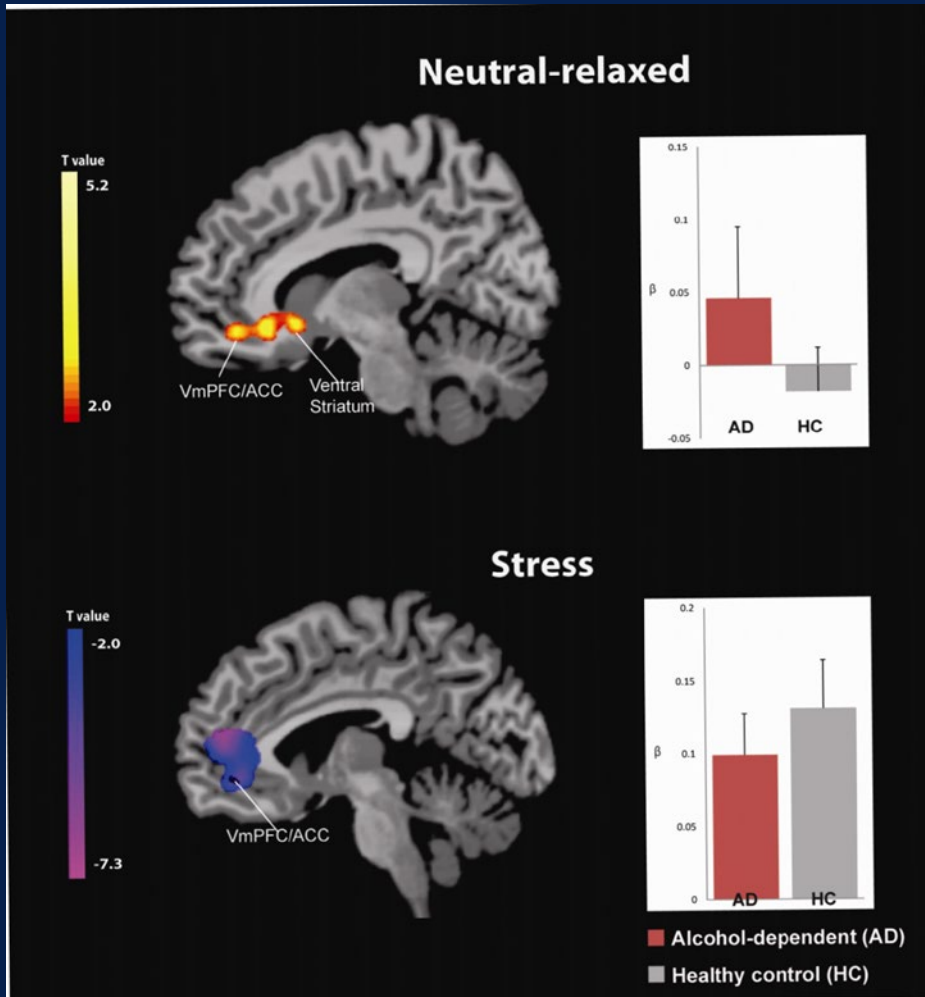 Neutral-relaxed
T value
5.2
2.0
VmPFC/ACC
Ventral
Striatum
0.15
0.1
β
0.05
0
-0.05
AD
HC
Stress
T value
-2.0
-7.3
VmPFC/ACC
0.2
0.15
β
0.1
0.05
0
AD
HC
Alcohol-dependent (AD)
Healthy control (HC)